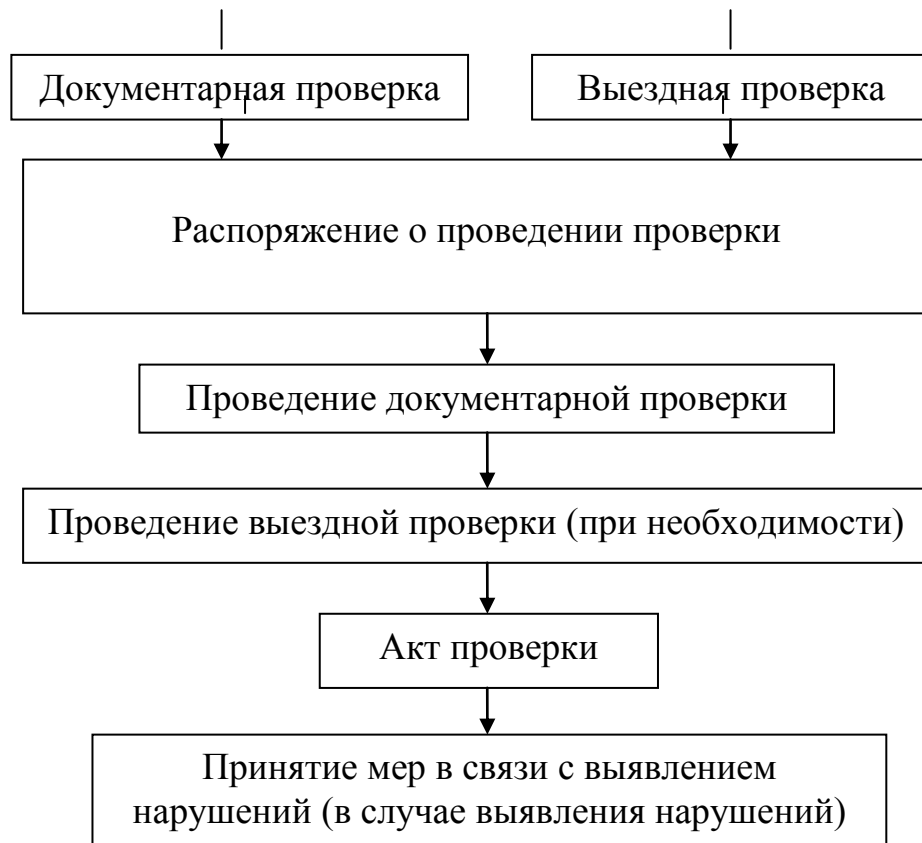 Документарная проверка
Выездная проверка
Распоряжение о проведении проверки
Проведение документарной проверки
Проведение выездной проверки (при необходимости)
Акт проверки
Принятие мер в связи с выявлением
нарушений (в случае выявления нарушений)